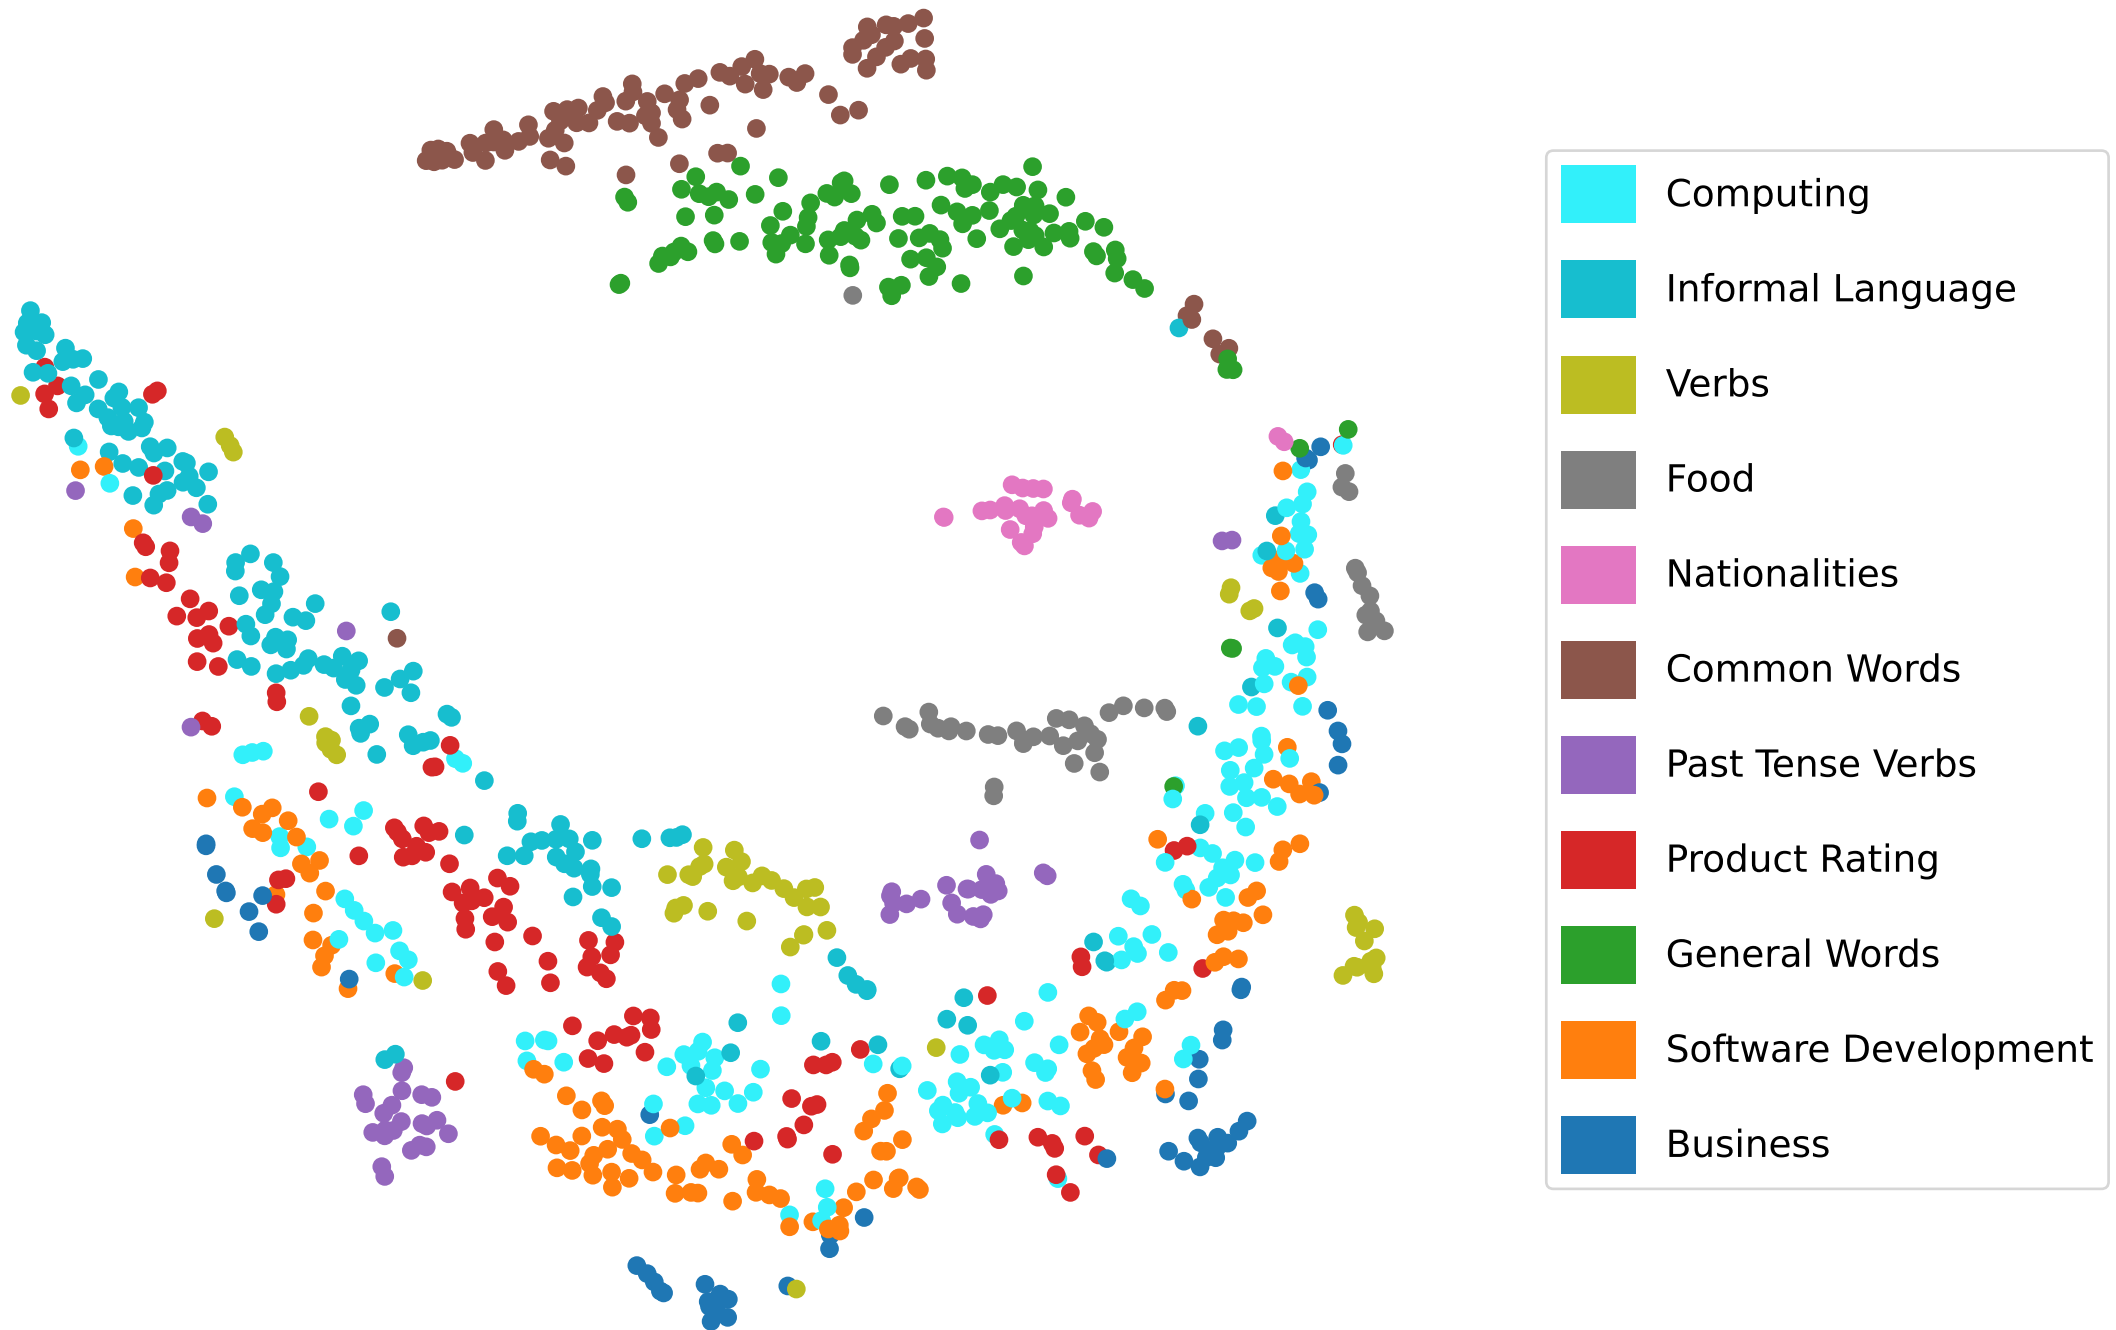 Computing
Informal Language
Verbs
Food
Nationalities
Common Words
Past Tense Verbs
Product Rating
General Words
Software Development
Business